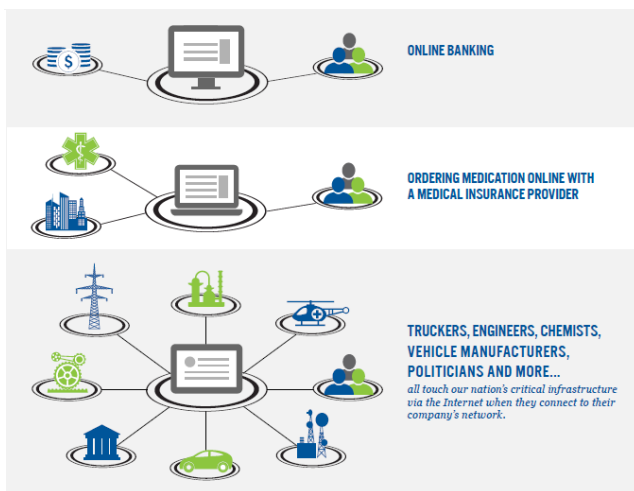 $
ONLINE BANKING
ORDERING MEDICATION ONLINE WITH
A MEDICAL INSURANCE PROVIDER
TRUCKERS, ENGINEERS, CHEMISTS,
VEHICLE MANUFACTURERS,
POLITICIANS AND MORE...
all touch our nation's critical infrastructure
via the Internet when they connect to their
company's network.